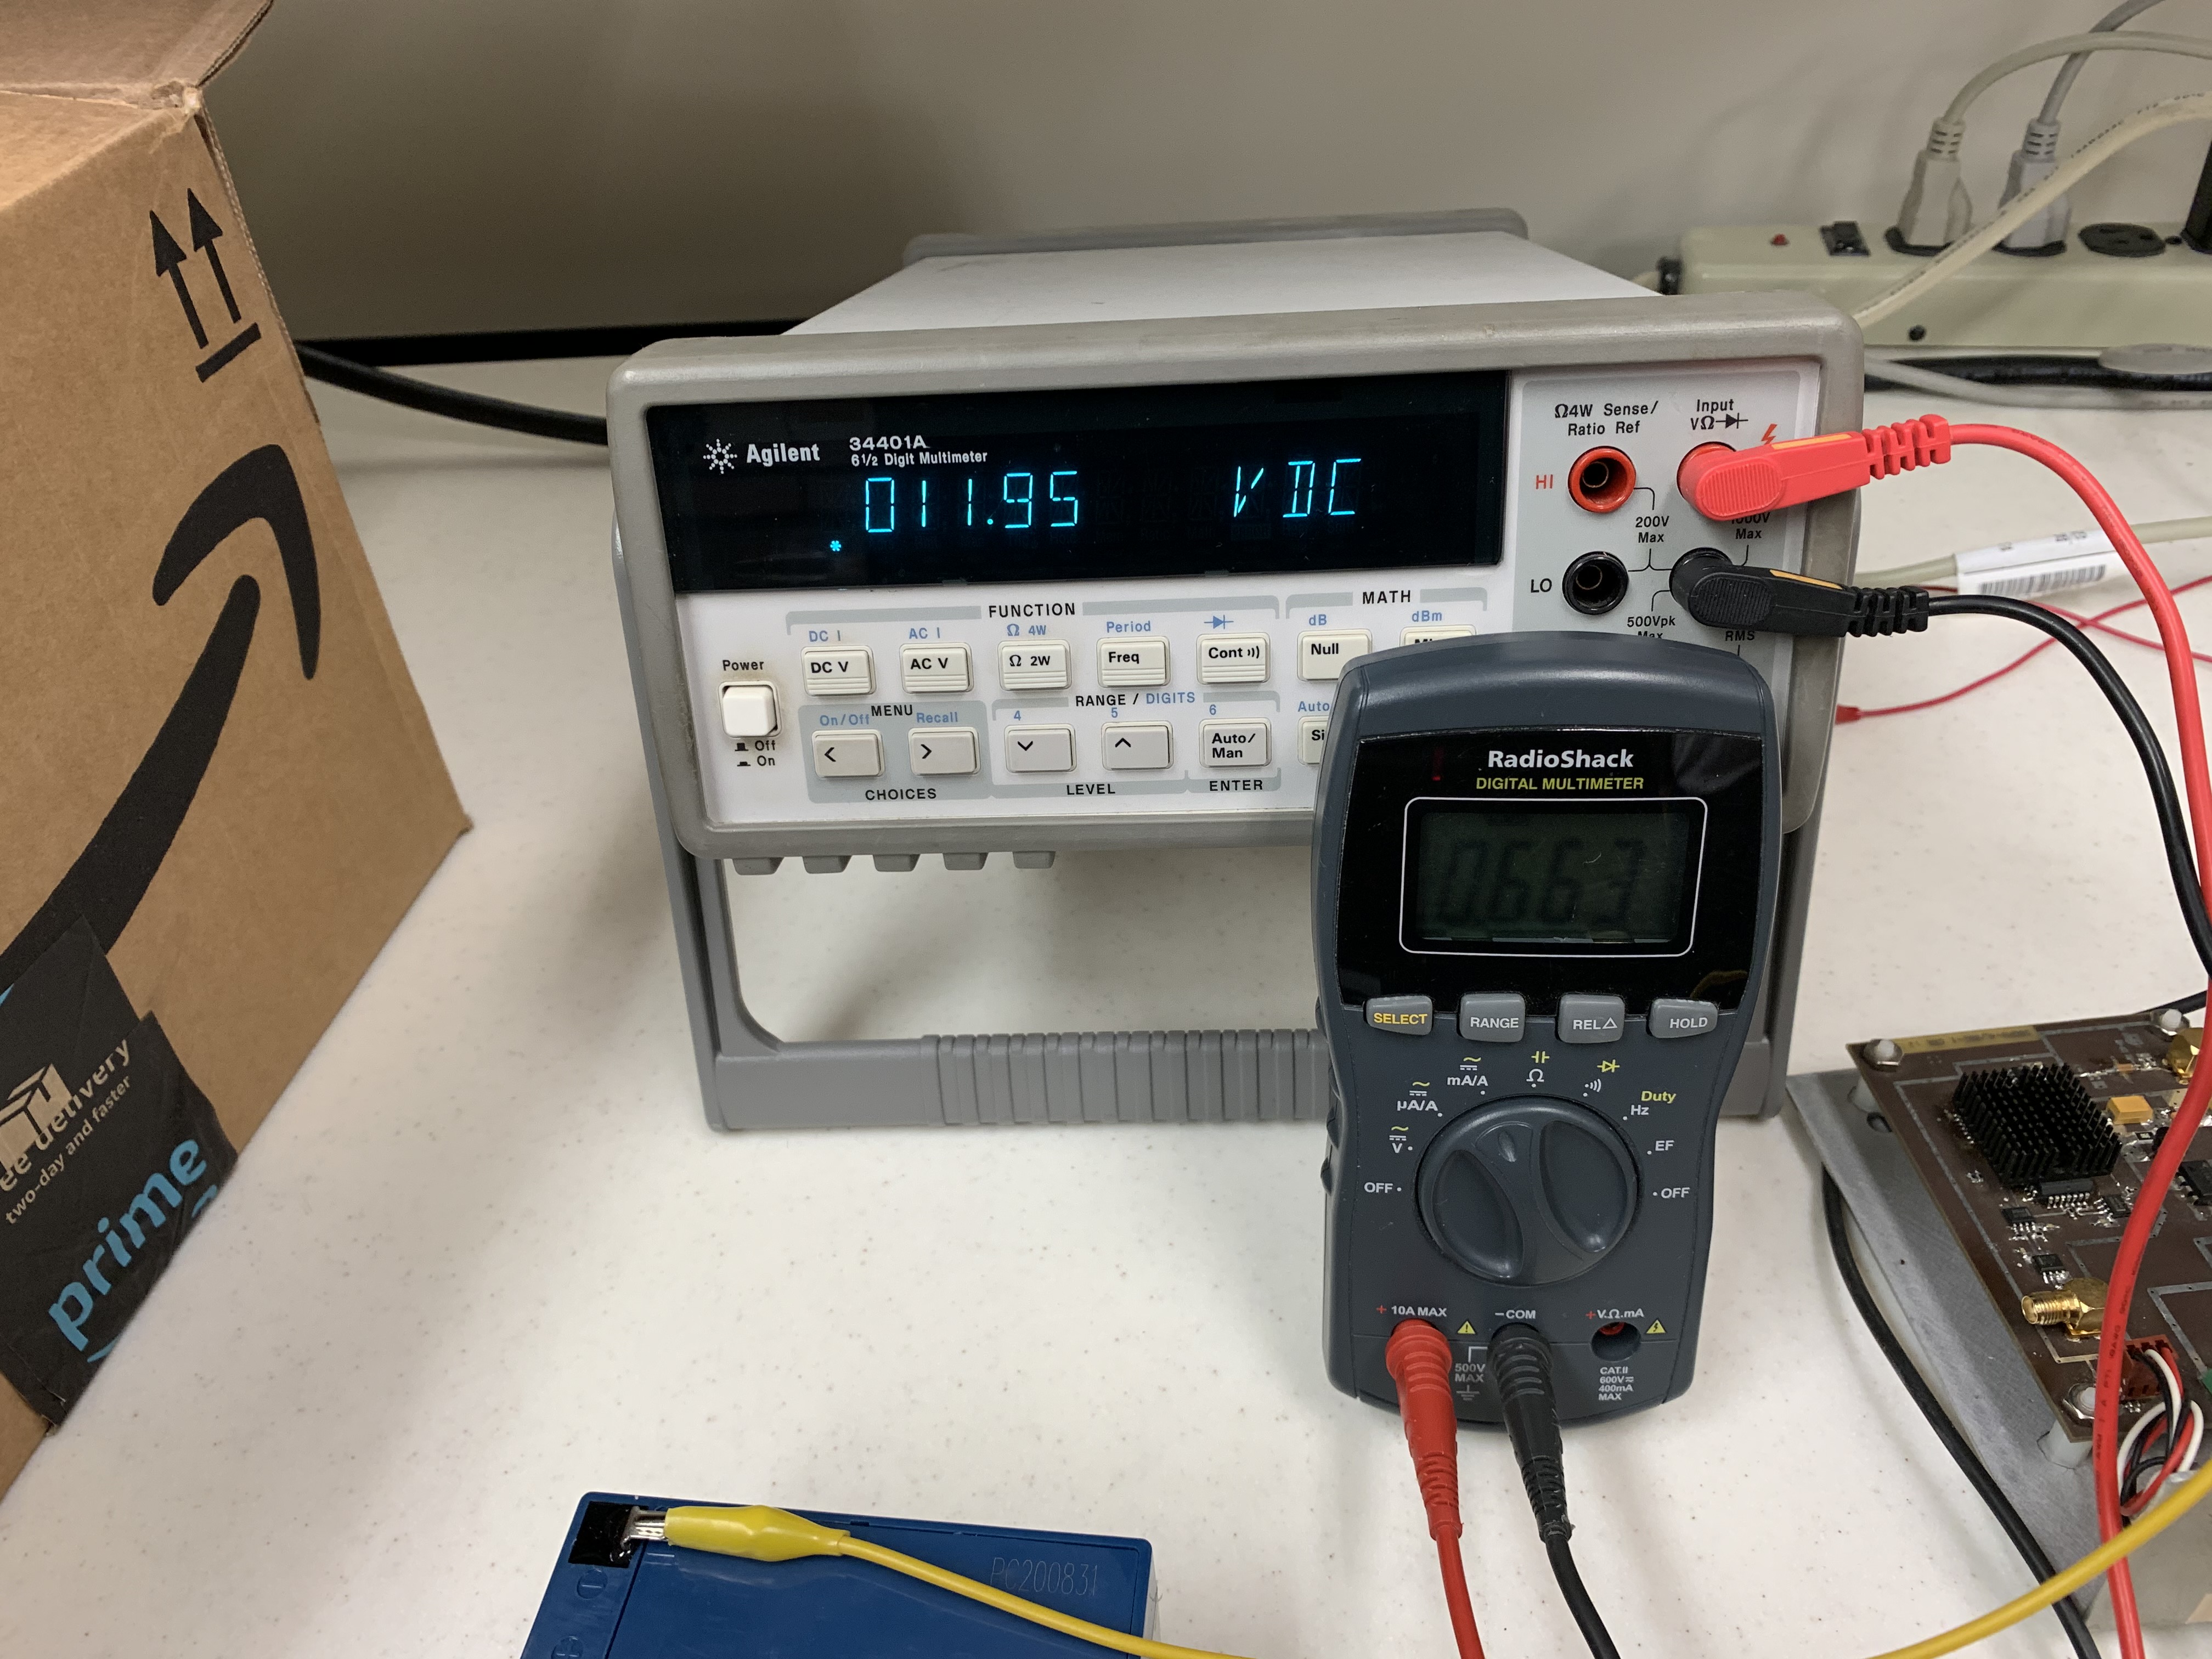 Agilent 34401A
6½ Digit Multimeter
011.95 VDC
*
Ω4W Sense/
Ratio Ref
Input
VΩ
HI
200V
Max
1000V
Max
LO
500Vpk
Max
RMS
FUNCTION
MATH
DC I
AC I
Ω 4W
Period
dB
dBm
Power
DC V
AC V
Ω 2W
Freq
Cont
Null
MENU
RANGE / DIGITS
On/Off
Recall
4
5
6
Auto
Off
On
<
>
Auto/
Man
CHOICES
LEVEL
ENTER
RadioShack
DIGITAL MULTIMETER
0.663
SELECT
RANGE
REL△
HOLD
mA/A
Ω
µA/A
Duty
Hz
V
EF
OFF
OFF
+ 10A MAX
−COM
+V.Ω.mA
500V
MAX
CAT.II
600V
400mA
MAX
ee delivery
two-day and faster
prime
PC200831